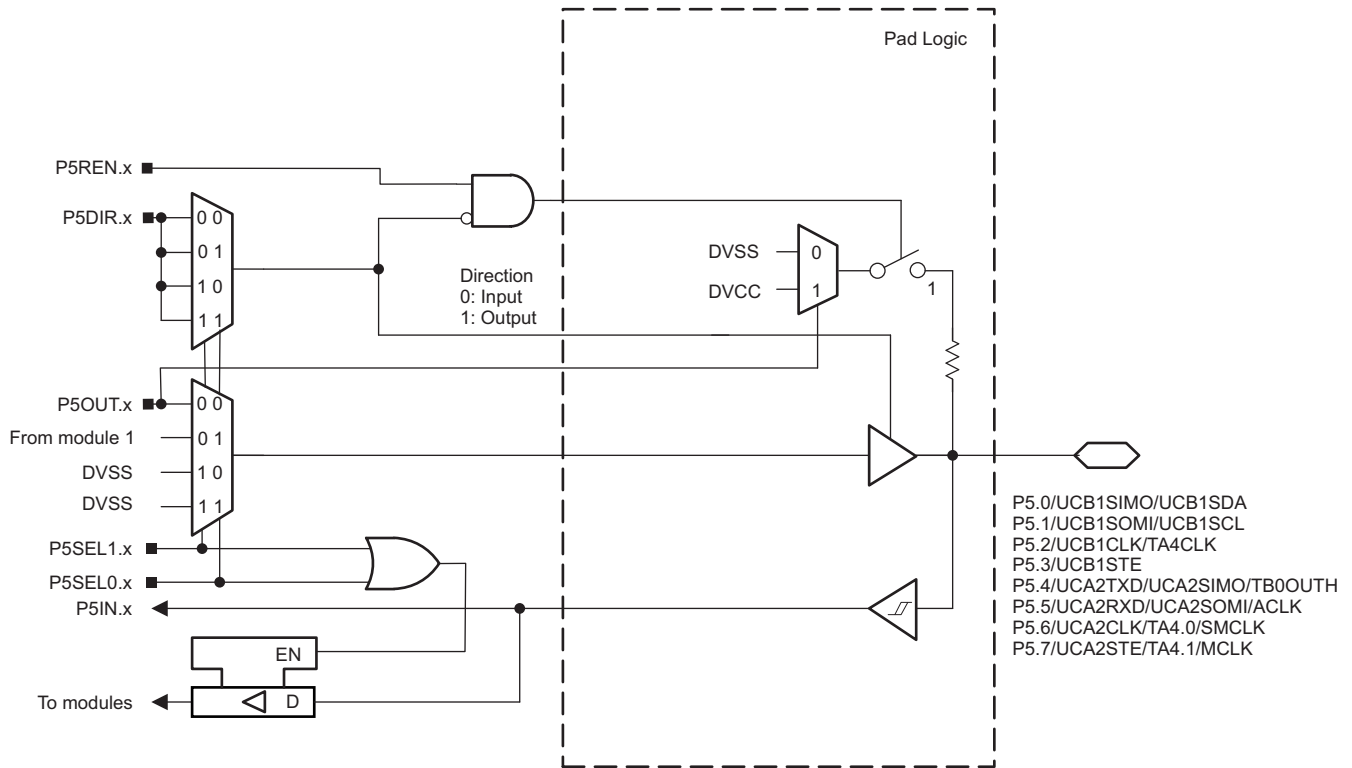 Pad Logic
P5REN.x
P5DIR.x
0 0
0 1
1 0
1 1
Direction
0: Input
1: Output
DVSS
0
DVCC
1
1
P5OUT.x
0 0
From module 1
0 1
DVSS
1 0
DVSS
1 1
P5SEL1.x
P5SEL0.x
P5IN.x
EN
To modules
D
P5.0/UCB1SIMO/UCB1SDA
P5.1/UCB1SOMI/UCB1SCL
P5.2/UCB1CLK/TA4CLK
P5.3/UCB1STE
P5.4/UCA2TXD/UCA2SIMO/TB0OUTH
P5.5/UCA2RXD/UCA2SOMI/ACLK
P5.6/UCA2CLK/TA4.0/SMCLK
P5.7/UCA2STE/TA4.1/MCLK